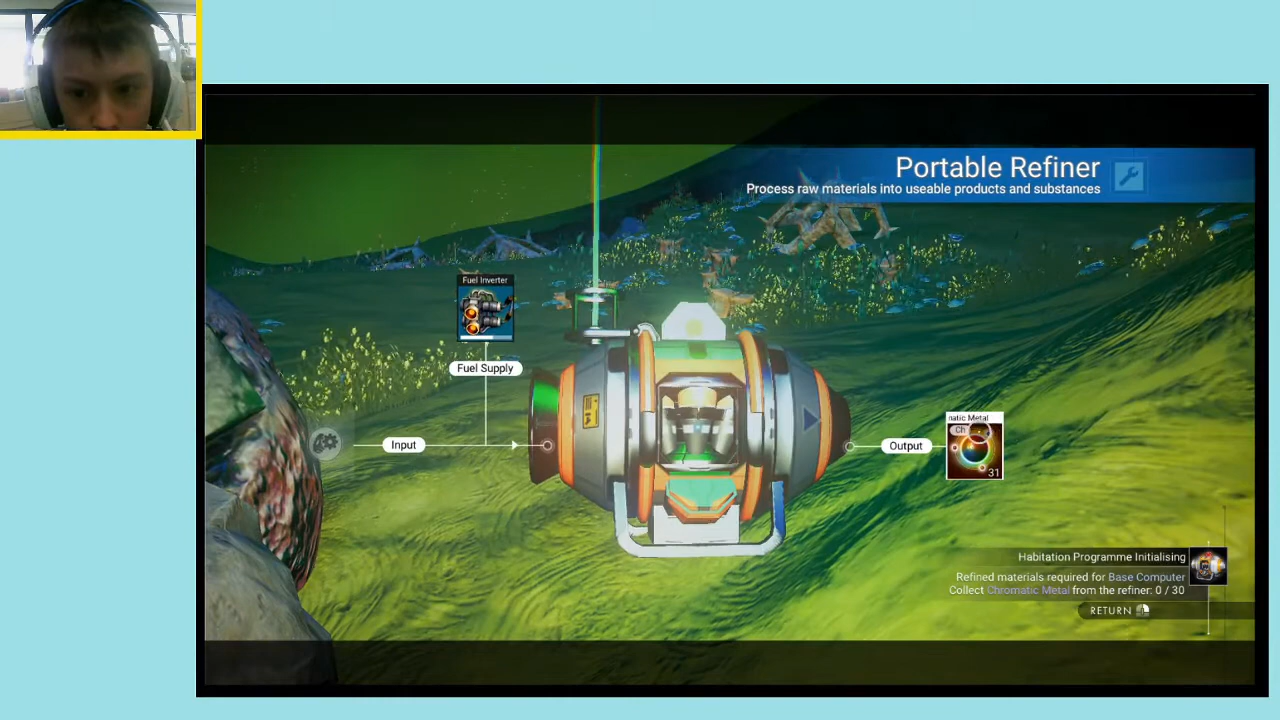 Portable Refiner
Process raw materials into useable products and substances
Fuel Inverter
Fuel Supply
Input
Output
natic Metal
Ch
31
Habitation Programme Initialising
Refined materials required for Base Computer
Collect Chromatic Metal from the refiner: 0 / 30
RETURN